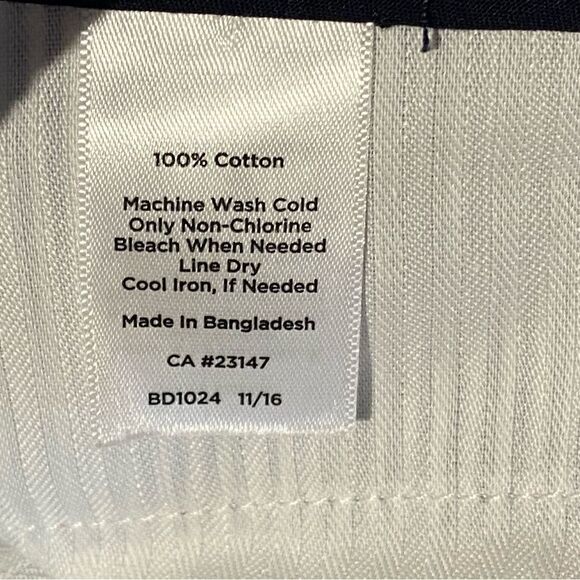 100% Cotton
Machine Wash Cold
Only Non-Chlorine
Bleach When Needed
Line Dry
Cool Iron, If Needed
Made In Bangladesh
CA #23147
BD1024 11/16